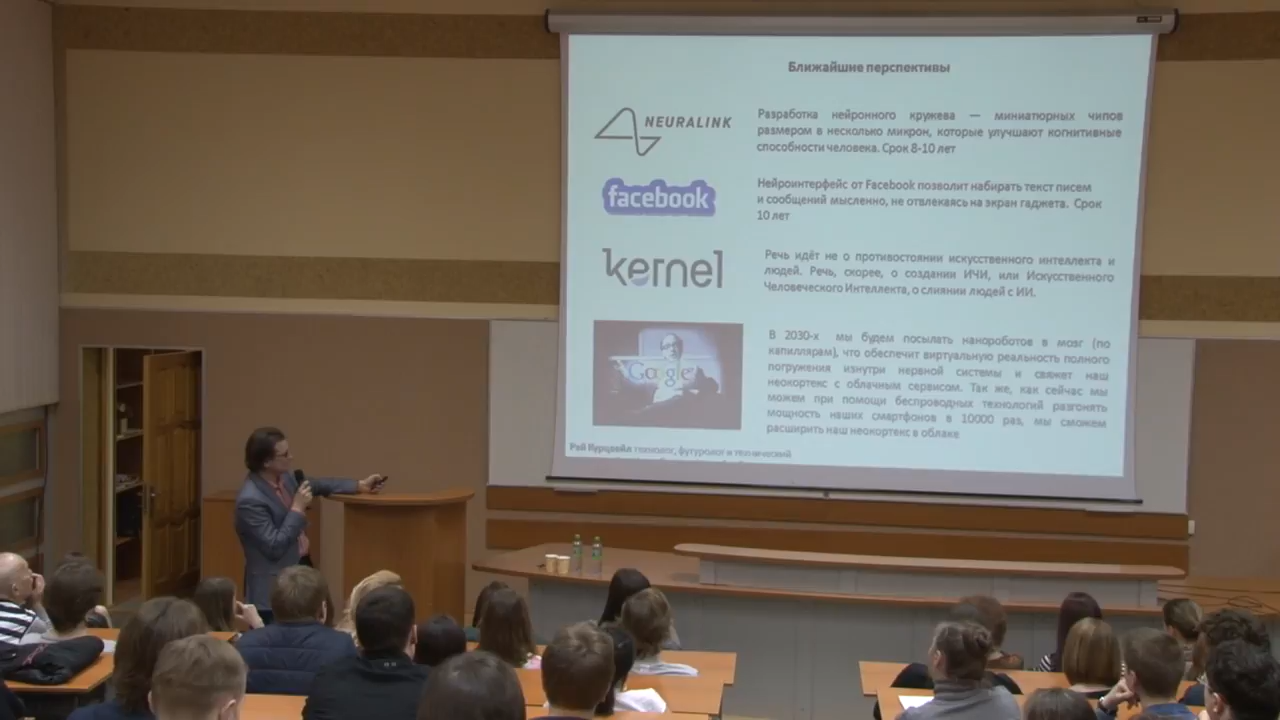 Ближайшие перспективы
NEURALINK
Разработка нейронного кружева — миниатюрных чипов
размером в несколько микрон, которые улучшают когнитивные
способности человека. Срок 8-10 лет
facebook
Нейроинтерфейс от Facebook позволит набирать текст писем
и сообщений мысленно, не отвлекаясь на экран гаджета. Срок
10 лет
kernel
Речь идёт не о противостоянии искусственного интеллекта и
людей. Речь, скорее, о создании ИЧИ, или Искусственного
Человеческого Интеллекта, о слиянии людей с ИИ.
Google
В 2030-х мы будем посылать нанороботов в мозг (по
капиллярам), что обеспечит виртуальную реальность полного
погружения изнутри нервной системы и свяжет наш
неокортекс с облачным сервисом. Так же, как сейчас мы
можем при помощи беспроводных технологий разгонять
мощность наших смартфонов в 10000 раз, мы сможем
расширить наш неокортекс в облаке
Рэй Курцвейл технолог, футуролог и технический